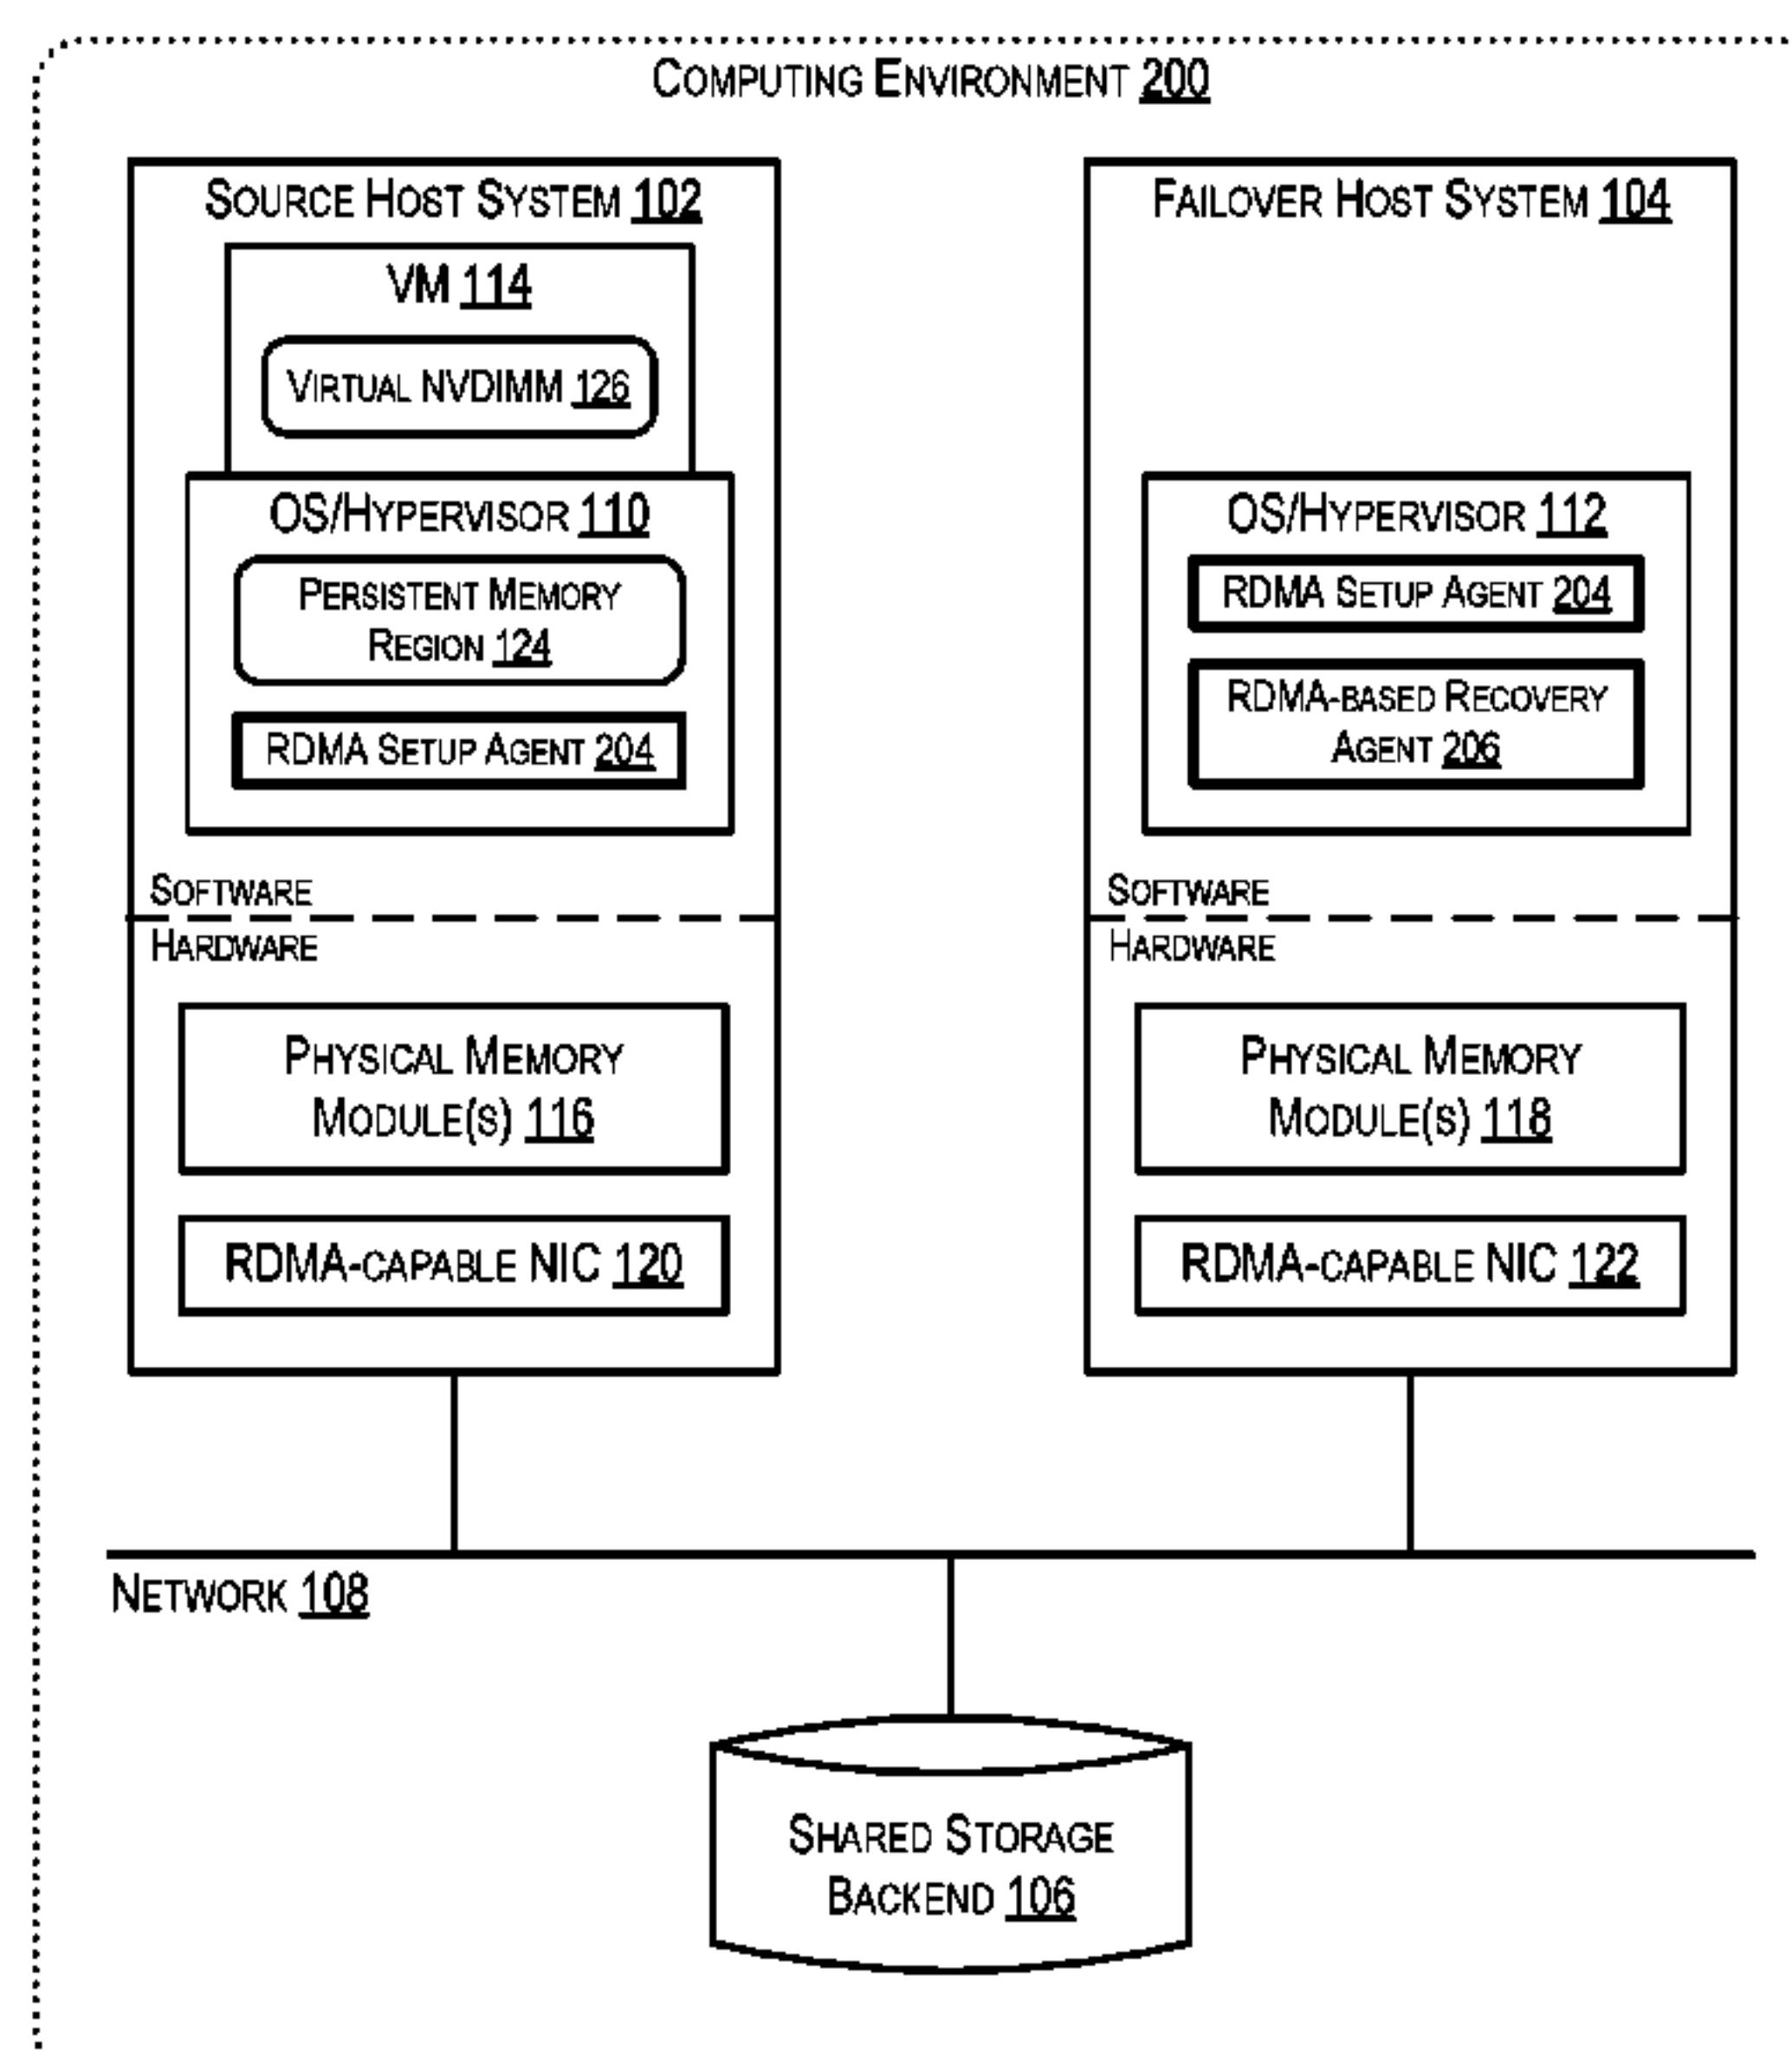 COMPUTING ENVIRONMENT 200
SOURCE HOST SYSTEM 102
VM 114
VIRTUAL NVDIMM 126
OS/HYPERVISOR 110
PERSISTENT MEMORY
REGION 124
RDMA SETUP AGENT 204
SOFTWARE
HARDWARE
PHYSICAL MEMORY
MODULE(S) 116
RDMA-CAPABLE NIC 120
FAILOVER HOST SYSTEM 104
OS/HYPERVISOR 112
RDMA SETUP AGENT 204
RDMA-BASED RECOVERY
AGENT 206
SOFTWARE
HARDWARE
PHYSICAL MEMORY
MODULE(S) 118
RDMA-CAPABLE NIC 122
NETWORK 108
SHARED STORAGE
BACKEND 106